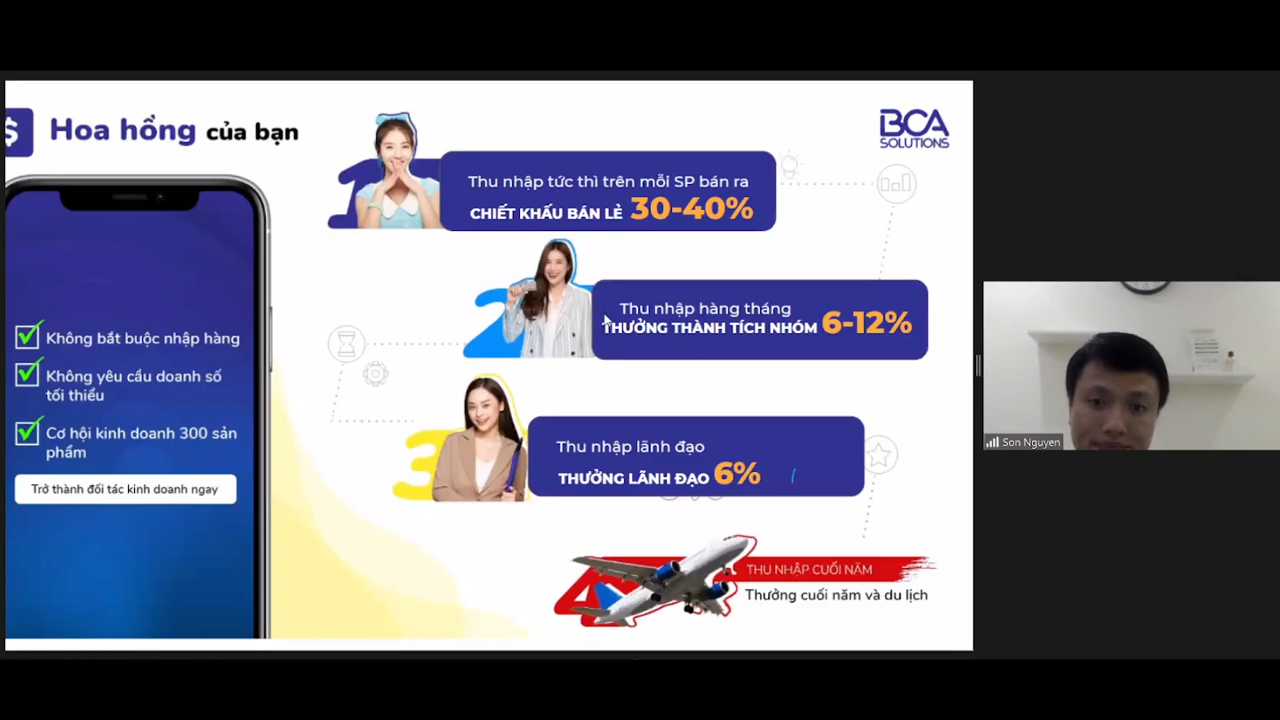 $ Hoa hồng của bạn
BCA
SOLUTIONS
Thu nhập tức thì trên mỗi SP bán ra
CHIẾT KHẤU BÁN LẺ 30-40%
Thu nhập hàng tháng
THƯỞNG THÀNH TÍCH NHÓM 6-12%
Thu nhập lãnh đạo
THƯỞNG LÃNH ĐẠO 6%
THU NHẬP CUỐI NĂM
Thưởng cuối năm và du lịch
1
2
3
4
Không bắt buộc nhập hàng
Không yêu cầu doanh số
tối thiểu
Cơ hội kinh doanh 300 sản
phẩm
Trở thành đối tác kinh doanh ngay
Son Nguyen